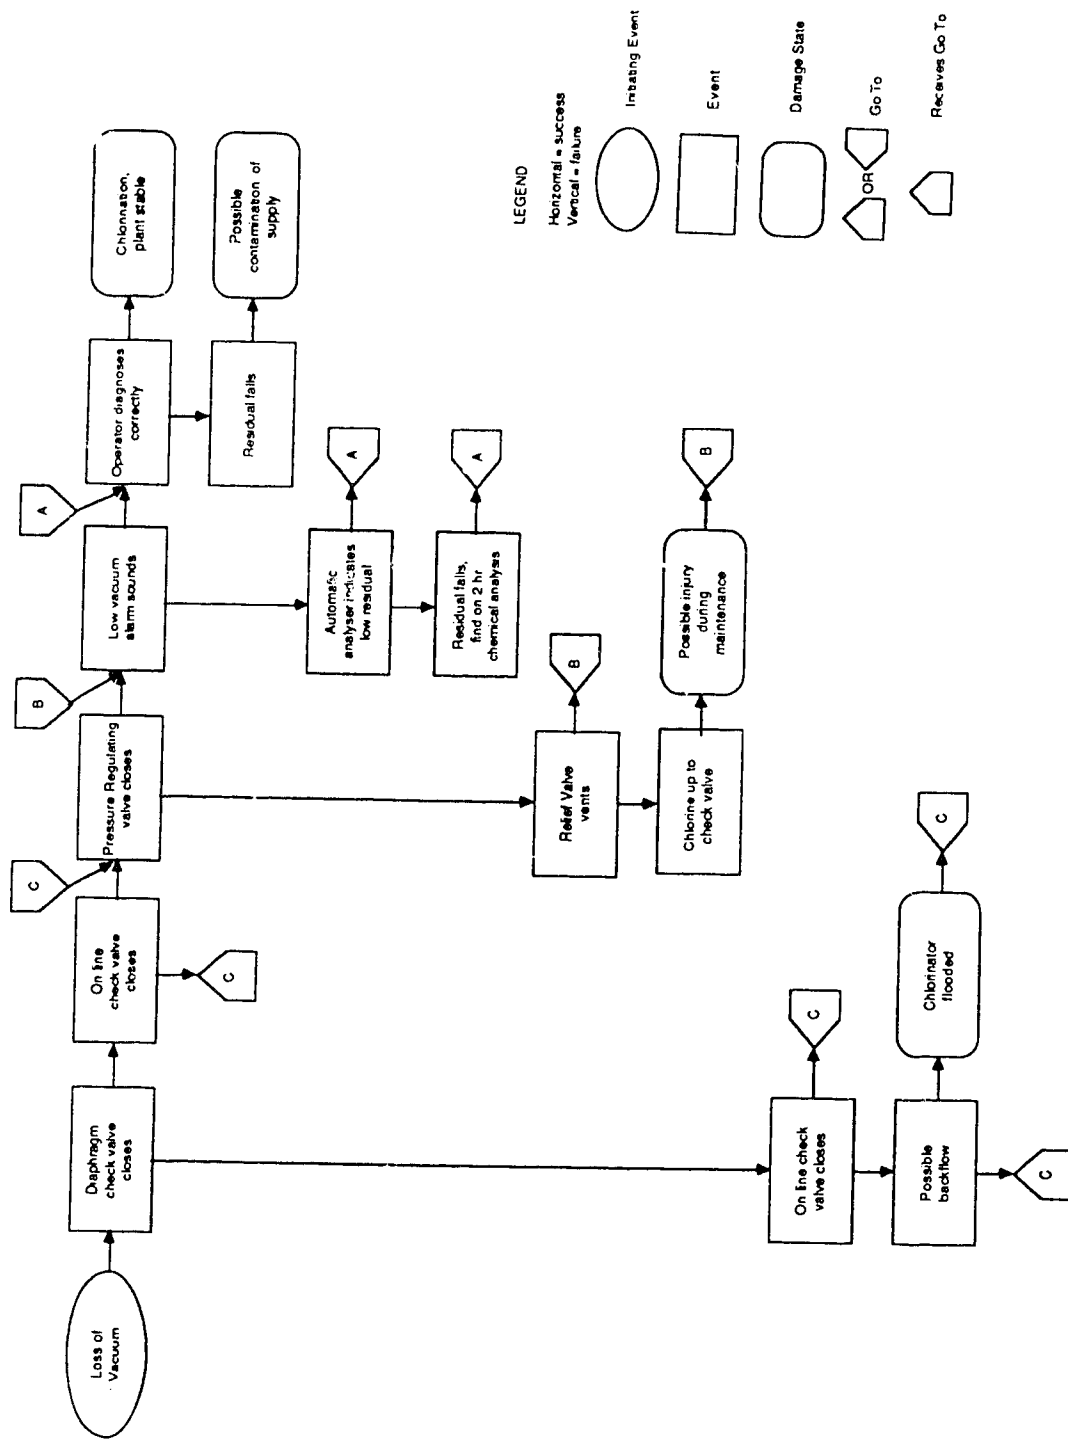 Loss of
Vacuum
Diaphragm
check valve
closes
On line
check valve
closes
C
C
Pressure Regulating
valve closes
B
Low vacuum
alarm sounds
A
Operator diagnoses
correctly
Chlorination,
plant stable
Residual falls
Possible
contamination of
supply
Automatic
analyser indicates
low residual
A
Residual falls,
find on 2 hr
chemical analysis
A
Relief Valve
vents
B
Chlorine up to
check valve
Possible injury
during
maintenance
B
On line check
valve closes
C
Possible
backflow
Chlorinator
flooded
C
C
LEGEND
Horizontal = success
Vertical = failure
Initiating Event
Event
Damage State
OR
Go To
Receives Go To